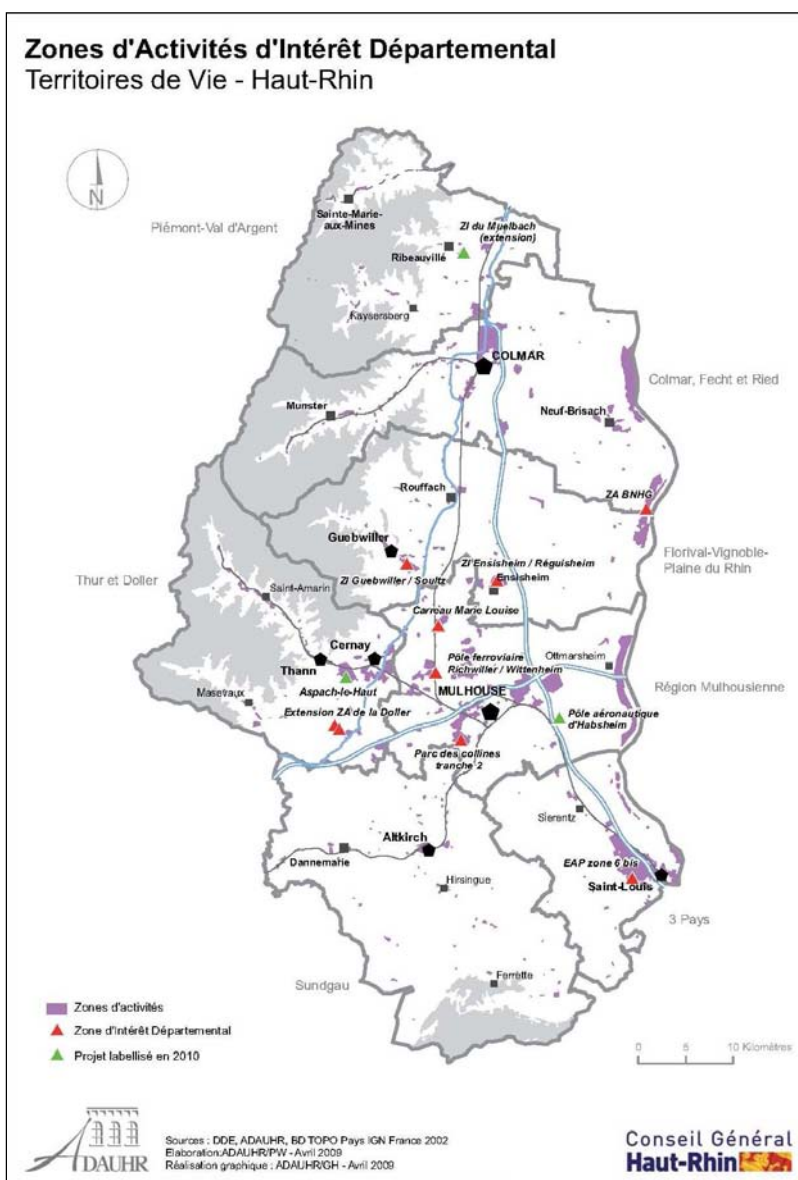 Zones d'Activités d'Intérêt Départemental
Territoires de Vie - Haut-Rhin
N
Piémont-Val d'Argent
Sainte-Marie-
aux-Mines
ZI du Muelbach
(extension)
Ribeauvillé
Kaysersberg
COLMAR
Colmar, Fecht et Ried
Munster
Neuf-Brisach
Rouffach
ZA BNHG
Guebwiller
Florival-Vignoble-
Plaine du Rhin
ZI Guebwiller / Soultz
ZI Ensisheim / Réguisheim
Ensisheim
Thur et Doller
Saint-Amarin
Carreau Marie Louise
Cernay
Thann
Pôle ferroviaire
Richwiller / Wittenheim
Ottmarsheim
Aspach-le-Haut
MULHOUSE
Région Mulhousienne
Masevaux
Extension ZA de la Doller
Pôle aéronautique
d'Habsheim
Parc des collines
tranche 2
Sierentz
Altkirch
Dannemarie
EAP zone 6 bis
Hirsingue
Saint-Louis
3 Pays
Sundgau
Ferrette
Zones d'activités
Zone d'Intérêt Départemental
Projet labellisé en 2010
0 5 10 Kilomètres
ADAUHR
Sources : DDE, ADAUHR, BD TOPO Pays IGN France 2002
Elaboration:ADAUHR/PW - Avril 2009
Réalisation graphique : ADAUHR/GH - Avril 2009
Conseil Général
Haut-Rhin